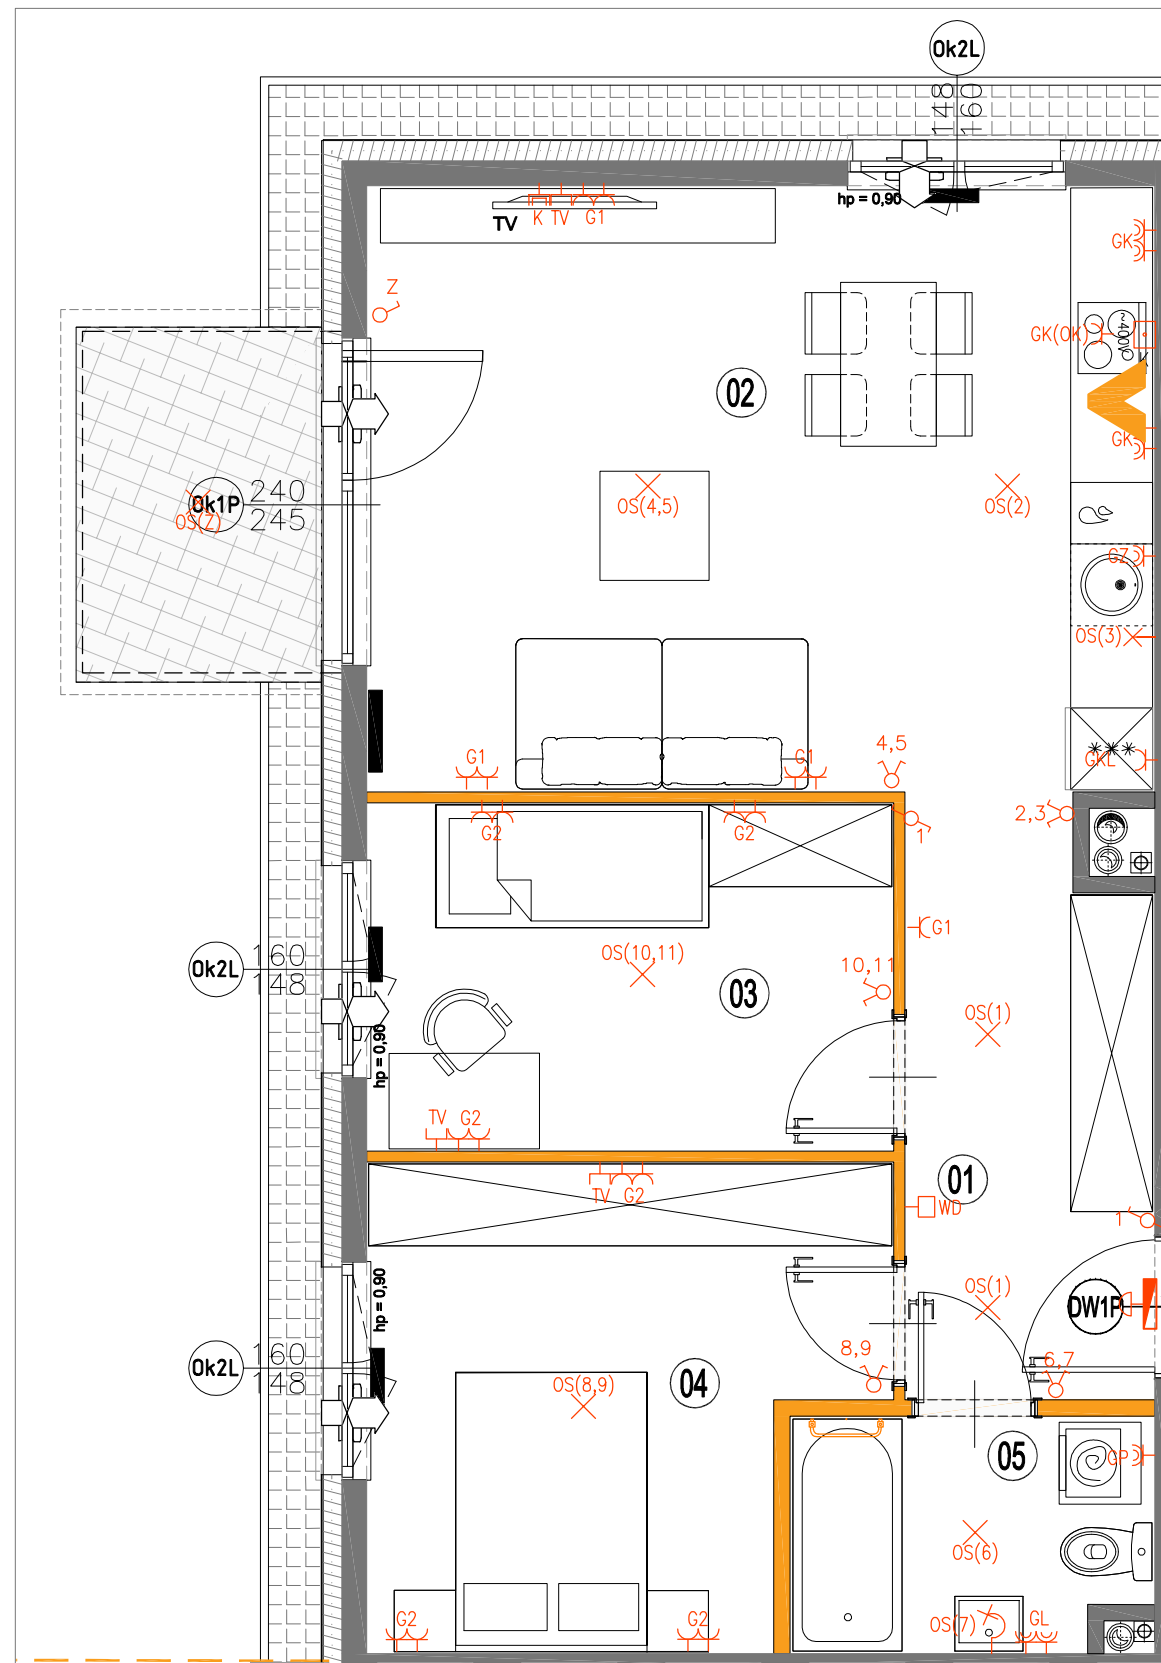 Ok2L
148
160
hp = 0,90
TV
K TV G1
GK
Z
~400V
GK(OK)
K
02
GK
Ok1P
240
245
OS(Z)
OS(4,5)
OS(2)
GZ
OS(3)
G1
G1
4,5
GKL
G2
G2
1
2,3
G1
OS(10,11)
10,11
Ok2L
160
148
03
OS(1)
hp = 0,90
TV G2
01
TV G2
WD
1
hp = 0,90
OS(1)
DW1P
Ok2L
160
148
8,9
6,7
04
OS(8,9)
05
GP
OS(6)
G2
G2
OS(7)
GL